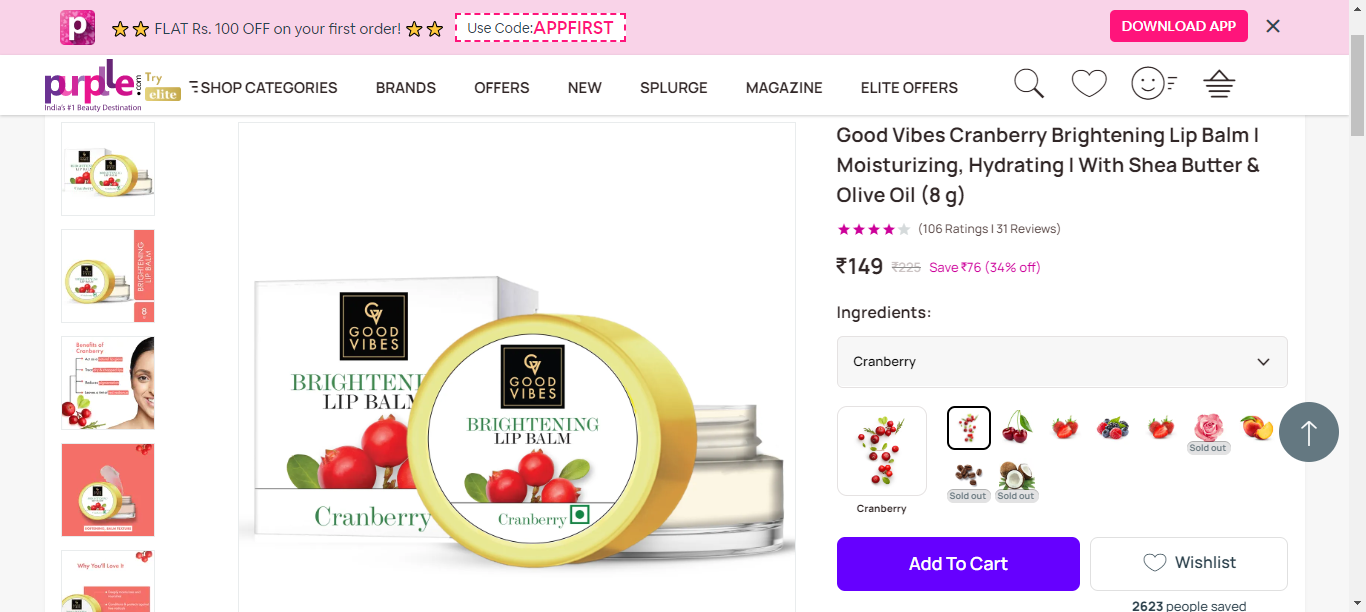 FLAT Rs. 100 OFF on your first order!
Use Code:APPFIRST
DOWNLOAD APP
purplle.com
Try
elite
India's #1 Beauty Destination
SHOP CATEGORIES
BRANDS
OFFERS
NEW
SPLURGE
MAGAZINE
ELITE OFFERS
BRIGHTENING
LIP BALM
8
Benefits of
Cranberry
Why You'll Love it
GOOD
VIBES
BRIGHTENI
LIP BALM
Cranberry
GOOD
VIBES
BRIGHTENING
LIP BALM
Cranberry
Good Vibes Cranberry Brightening Lip Balm |
Moisturizing, Hydrating | With Shea Butter &
Olive Oil (8 g)
(106 Ratings | 31 Reviews)
₹149 ₹225 Save ₹76 (34% off)
Ingredients:
Cranberry
Sold out
Sold out
Sold out
Cranberry
Add To Cart
Wishlist
2623 people saved